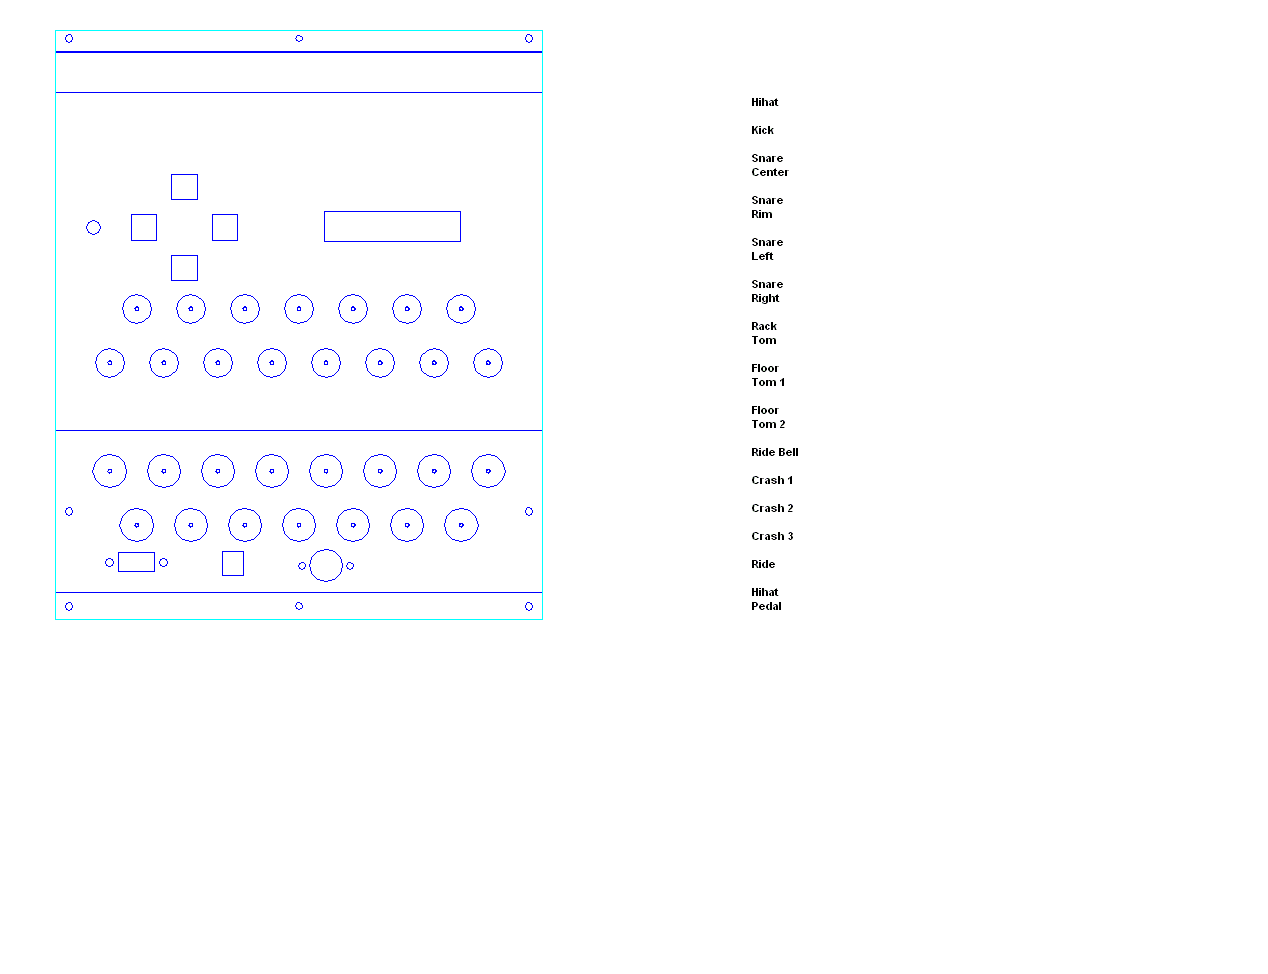 Hihat
Kick
Snare
Center
Snare
Rim
Snare
Left
Snare
Right
Rack
Tom
Floor
Tom 1
Floor
Tom 2
Ride Bell
Crash 1
Crash 2
Crash 3
Ride
Hihat
Pedal